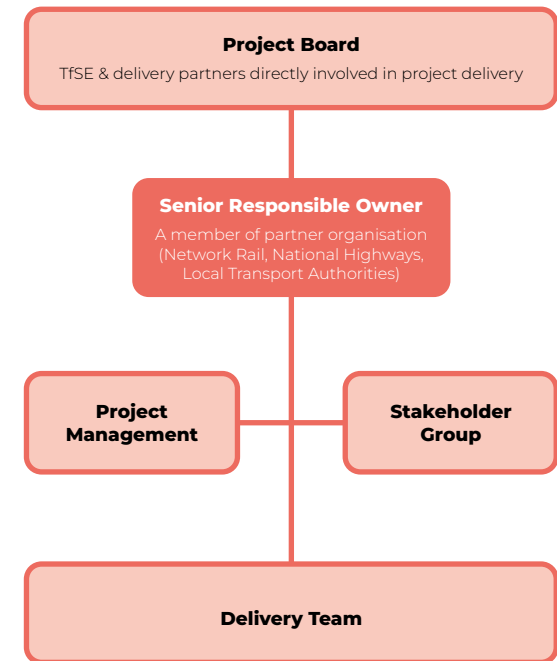 Project Board
TfSE & delivery partners directly involved in project delivery
Senior Responsible Owner
A member of partner organisation
(Network Rail, National Highways,
Local Transport Authorities)
Project
Management
Stakeholder
Group
Delivery Team